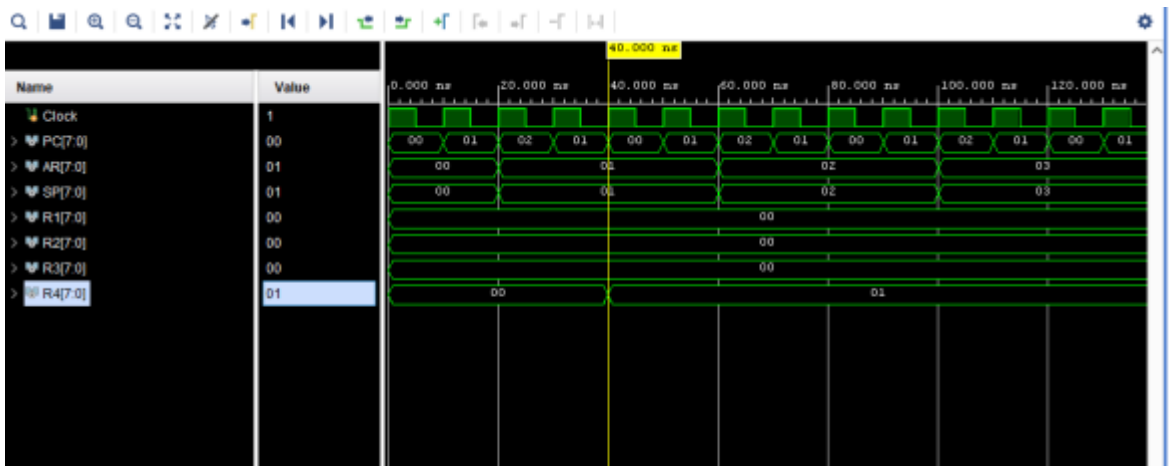 40.000 ns
Name Value 0.000 ns 20.000 ns 40.000 ns 60.000 ns 80.000 ns 100.000 ns 120.000 ns
Clock 1
PC[7:0] 00 00 01 02 01 00 01 02 01 00 01 02 01 00 01
AR[7:0] 01 00 01 02 03
SP[7:0] 01 00 01 02 03
R1[7:0] 00 00
R2[7:0] 00 00
R3[7:0] 00 00
R4[7:0] 01 00 01